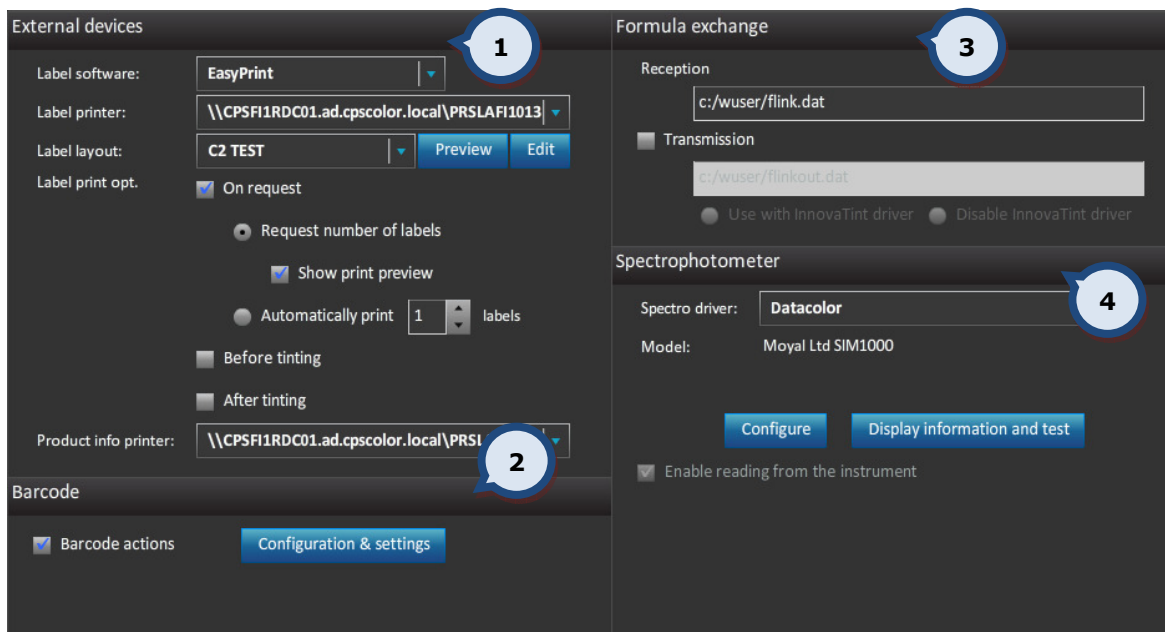 External devices
1
Label software: EasyPrint
Label printer: \\CPSFI1RDC01.ad.cpscolor.local\PRSLAFI1013
Label layout: C2 TEST Preview Edit
Label print opt. On request
Request number of labels
Show print preview
Automatically print 1 labels
Before tinting
After tinting
Product info printer: \\CPSFI1RDC01.ad.cpscolor.local\PRSL
2
Barcode
Barcode actions Configuration & settings
Formula exchange
3
Reception
c:/wuser/flink.dat
Transmission
c:/wuser/flinkout.dat
Use with InnovaTint driver Disable InnovaTint driver
Spectrophotometer
4
Spectro driver: Datacolor
Model: Moyal Ltd SIM1000
Configure Display information and test
Enable reading from the instrument